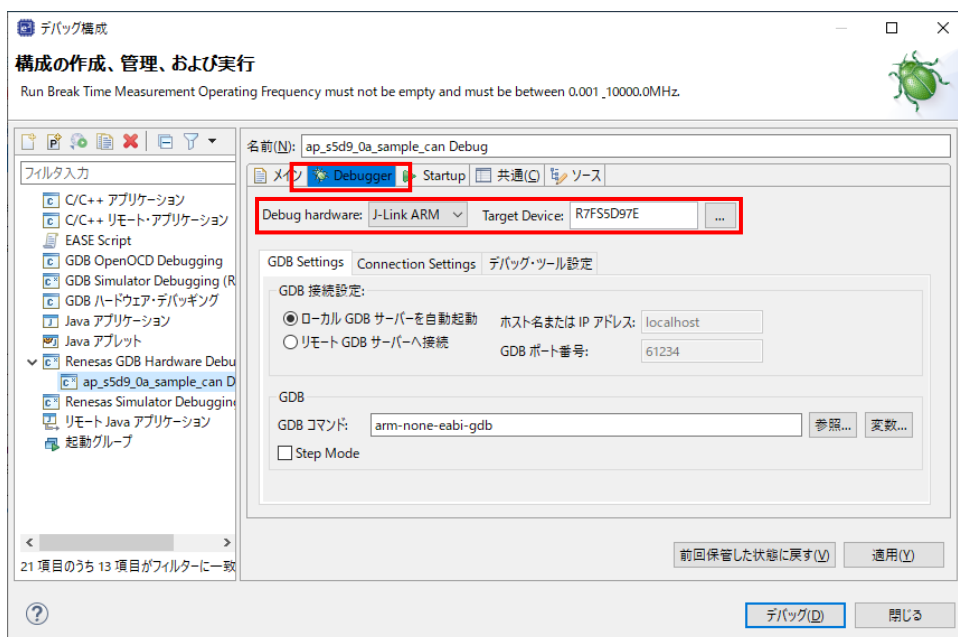 デバッグ構成
構成の作成、管理、および実行
Run Break Time Measurement Operating Frequency must not be empty and must be between 0.001_10000.0MHz.
名前(N): ap_s5d9_0a_sample_can Debug
フィルタ入力
メイン Debugger Startup 共通(C) ソース
C/C++ アプリケーション
C/C++ リモート・アプリケーション
EASE Script
GDB OpenOCD Debugging
GDB Simulator Debugging (R
GDB ハードウェア・デバッギング
Java アプリケーション
Java アプレット
Renesas GDB Hardware Debu
ap_s5d9_0a_sample_can D
Renesas Simulator Debugging
リモート Java アプリケーション
起動グループ
21 項目のうち 13 項目がフィルターに一致
Debug hardware: J-Link ARM Target Device: R7FS5D97E ...
GDB Settings Connection Settings デバッグ・ツール設定
GDB 接続設定:
ローカル GDB サーバーを自動起動
リモート GDB サーバーへ接続
ホスト名または IP アドレス: localhost
GDB ポート番号: 61234
GDB
GDB コマンド: arm-none-eabi-gdb 参照... 変数...
Step Mode
前回保管した状態に戻す(V) 適用(Y)
デバッグ(D) 閉じる